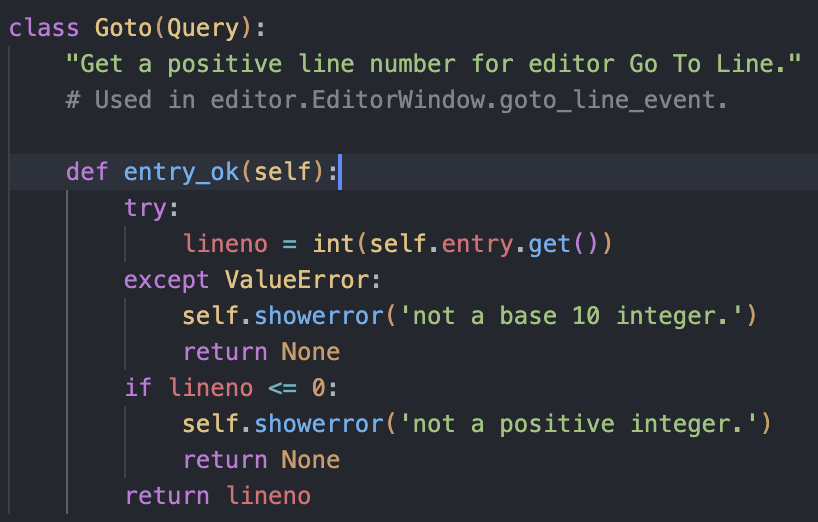 class Goto(Query):
    "Get a positive line number for editor Go To Line."
    # Used in editor.EditorWindow.goto_line_event.

    def entry_ok(self):
        try:
            lineno = int(self.entry.get())
        except ValueError:
            self.showerror('not a base 10 integer.')
            return None
        if lineno <= 0:
            self.showerror('not a positive integer.')
            return None
        return lineno